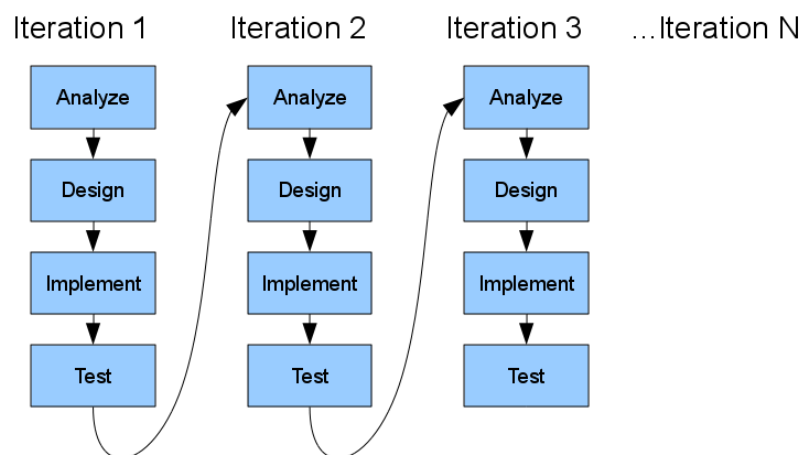 Iteration 1
Iteration 2
Iteration 3
...Iteration N
Analyze
Design
Implement
Test
Analyze
Design
Implement
Test
Analyze
Design
Implement
Test